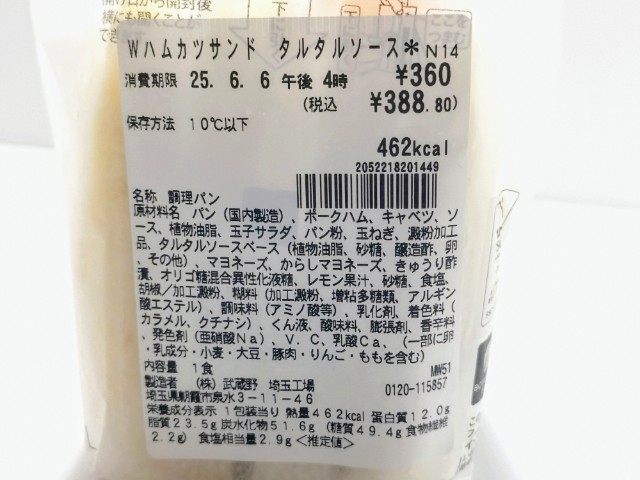 Wハムカツサンド タルタルソース* N14
消費期限 25. 6. 6 午後 4時 ¥360
(税込 ¥388.80)
保存方法 10℃以下
462kcal
2052218201449
名称 調理パン
原材料名 パン(国内製造)、ポークハム、キャベツ、ソ
ース、植物油脂、玉子サラダ、パン粉、玉ねぎ、澱粉加工
品、タルタルソースベース(植物油脂、砂糖、醸造酢、卵
、その他)、マヨネーズ、からしマヨネーズ、きゅうり酢
漬、オリゴ糖混合異性化液糖、レモン果汁、砂糖、食塩、
胡椒/加工澱粉、糊料(加工澱粉、増粘多糖類、アルギン
酸エステル)、調味料(アミノ酸等)、乳化剤、着色料(
カラメル、クチナシ)、くん液、酸味料、膨張剤、香辛料
、発色剤(亜硝酸Na)、V.C、乳酸Ca、(一部に卵
・乳成分・小麦・大豆・豚肉・りんご・ももを含む)
内容量 1食 MW51
製造者 (株)武蔵野 埼玉工場 0120-115857
埼玉県朝霞市泉水3-11-46
栄養成分表示 1包装当り 熱量462kcal 蛋白質12.0g
脂質23.5g 炭水化物51.6g (糖質49.4g 食物繊維
2.2g) 食塩相当量2.9g <推定値>